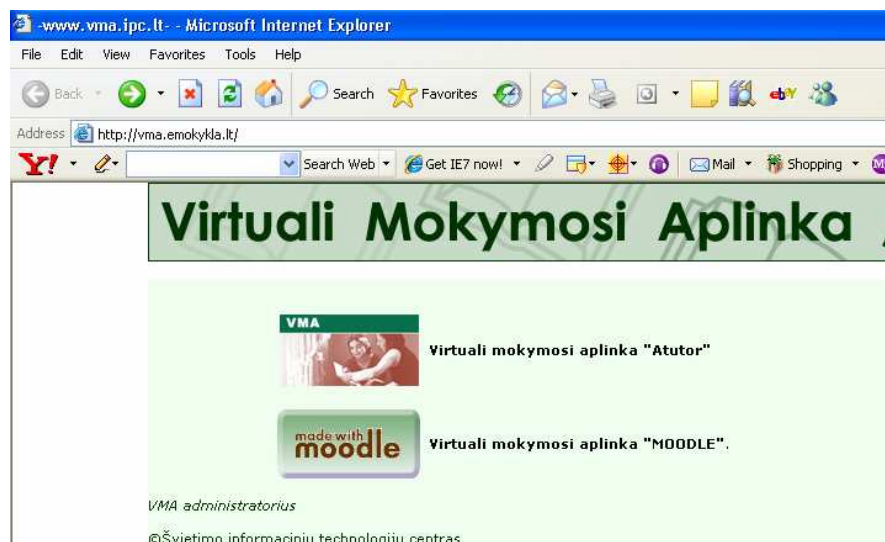 -www.vma.ipc.lt- - Microsoft Internet Explorer
File Edit View Favorites Tools Help
Back Search Favorites ebY
Address http://vma.emokykla.lt/
Y! Search Web Get IE7 now! Mail Shopping
Virtuali Mokymosi Aplinka
VMA
Virtuali mokymosi aplinka "Atutor"
made with
moodle
Virtuali mokymosi aplinka "MOODLE".
VMA administratorius
©Švietimo informacinių technologijų centras